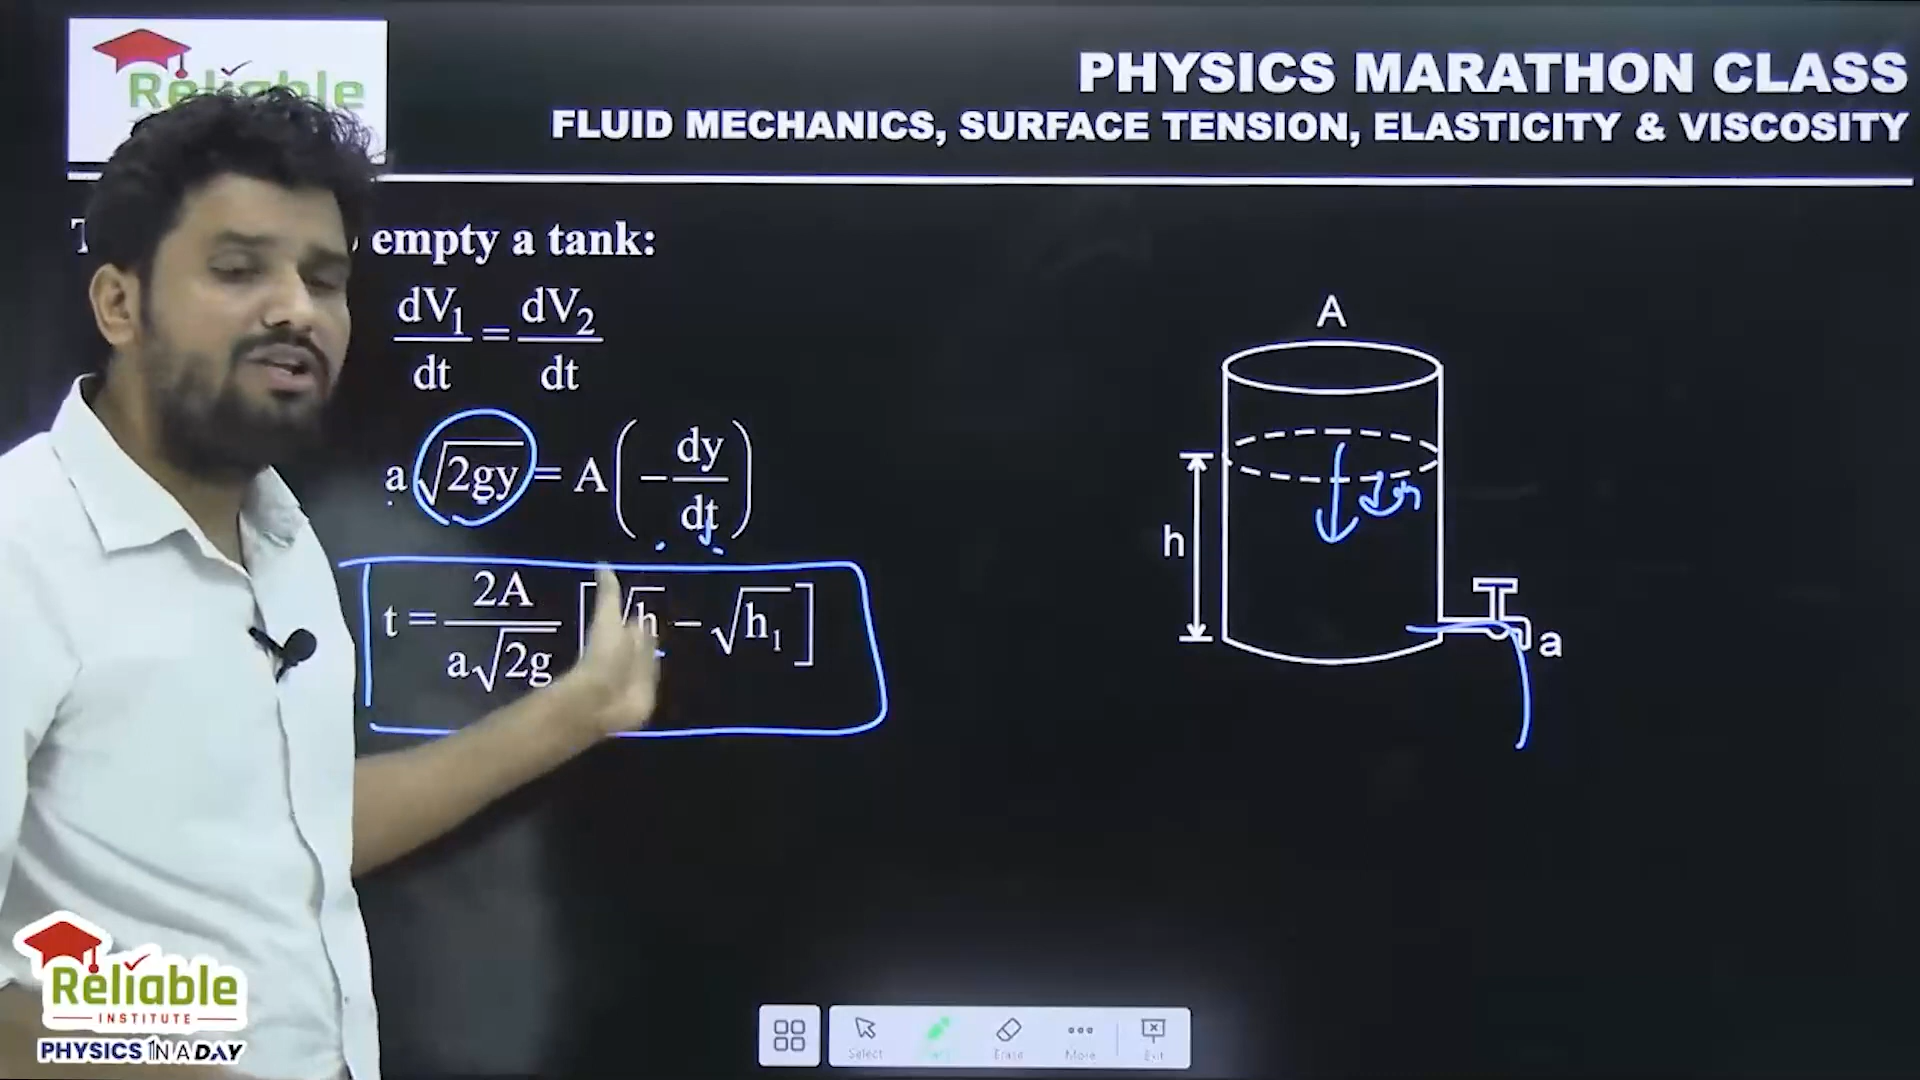 Reliable
PHYSICS MARATHON CLASS
FLUID MECHANICS, SURFACE TENSION, ELASTICITY & VISCOSITY
empty a tank:
dV₁/dt = dV₂/dt
a √2gy = A(−dy/dt)
t = 2A/a√2g [√h − √h₁]
A
h
a
Reliable
INSTITUTE
PHYSICS IN A DAY
Select
Erase
More
Exit